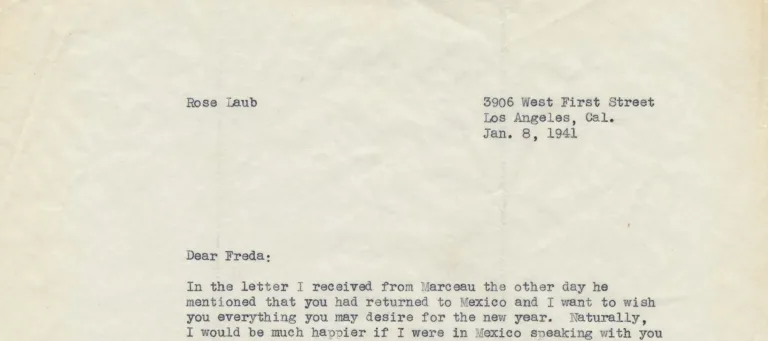 Rose Laub
3906 West First Street
Los Angeles, Cal.
Jan. 8, 1941
Dear Freda:
In the letter I received from Marceau the other day he
mentioned that you had returned to Mexico and I want to wish
you everything you may desire for the new year.  Naturally,
I would be much happier if I were in Mexico speaking with you